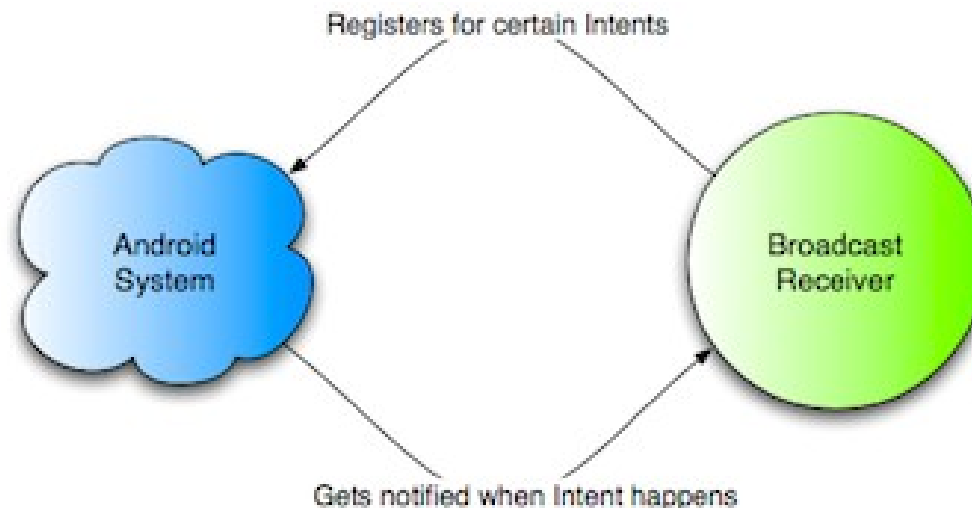 Registers for certain Intents
Android
System
Broadcast
Receiver
Gets notified when Intent happens